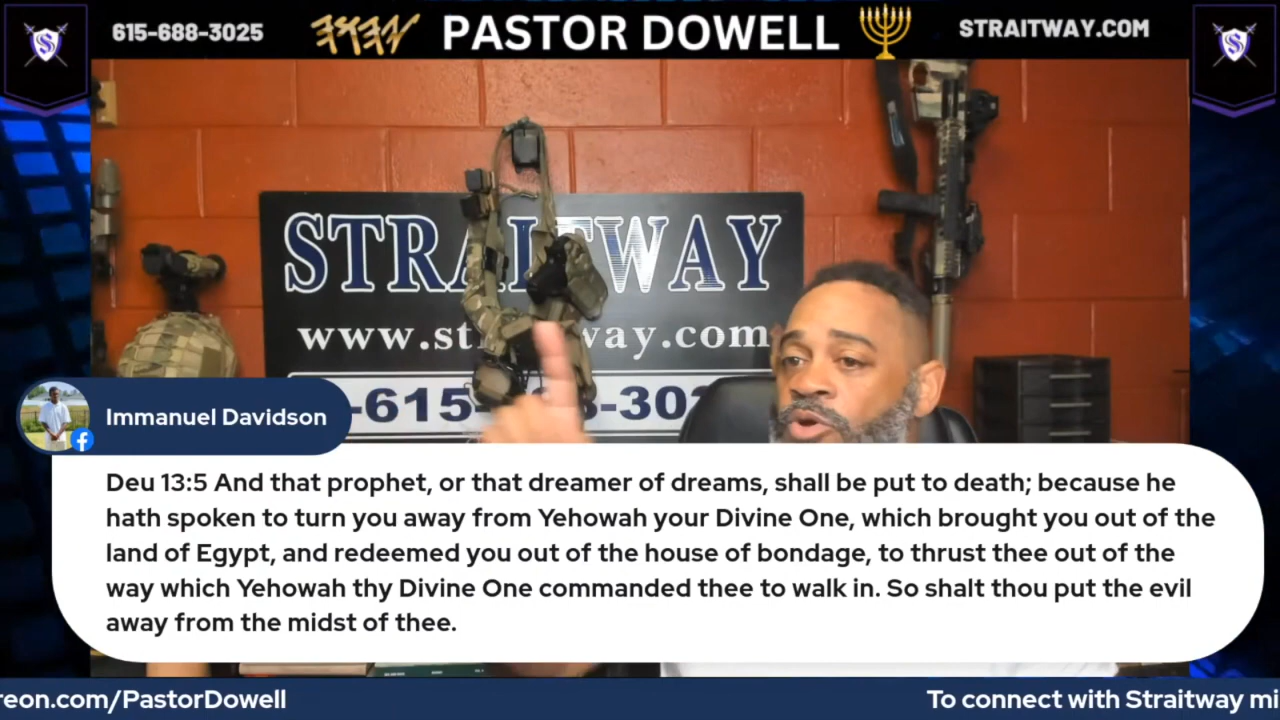 615-688-3025
𐤉𐤄𐤅𐤄
PASTOR DOWELL
STRAITWAY.COM
S
S
STRAITWAY
www.st way.com
-615
Immanuel Davidson
Deu 13:5 And that prophet, or that dreamer of dreams, shall be put to death; because he
hath spoken to turn you away from Yehowah your Divine One, which brought you out of the
land of Egypt, and redeemed you out of the house of bondage, to thrust thee out of the
way which Yehowah thy Divine One commanded thee to walk in. So shalt thou put the evil
away from the midst of thee.
reon.com/PastorDowell
To connect with Straitway mi